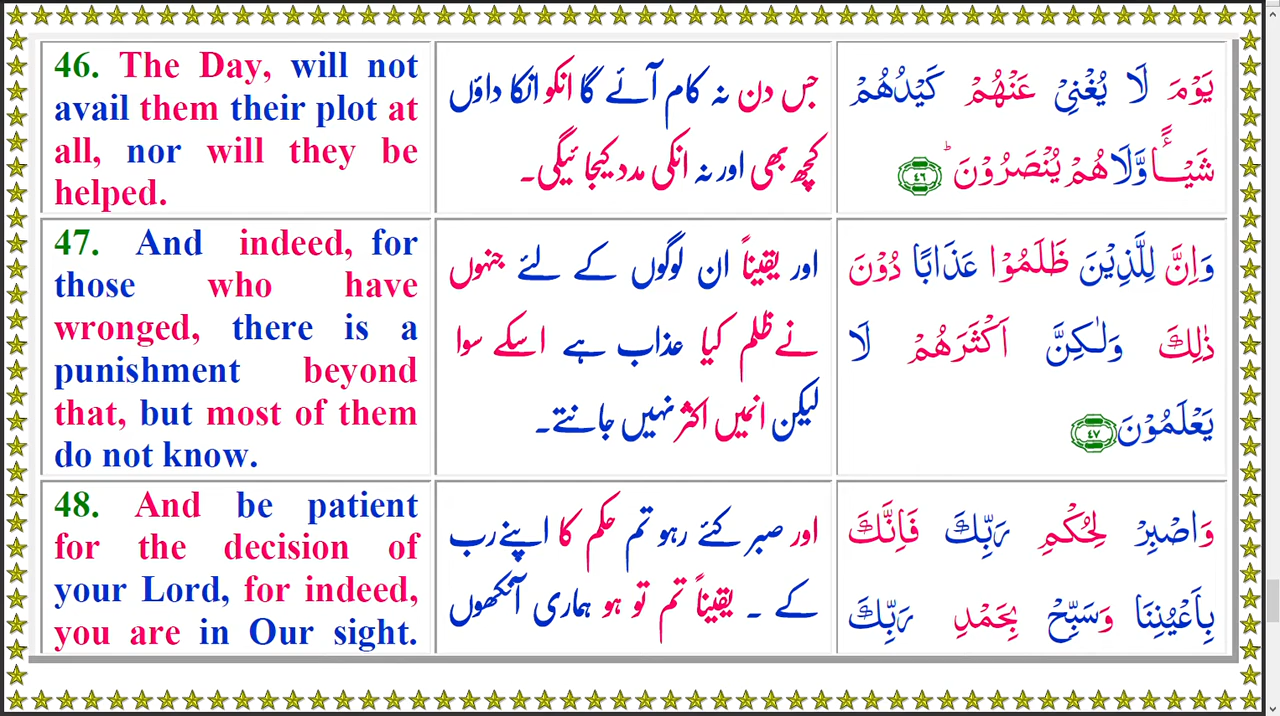 46. The Day, will not
avail them their plot at
all, nor will they be
helped.
جس دن نہ کام آئے گا انکو انکا داؤں
کچھ بھی اور نہ انکی مدد کیجائیگی۔
يَوْمَ لَا يُغْنِىْ عَنْهُمْ كَيْدُهُمْ
شَيْــًٔا وَّلَا هُمْ يُنْصَرُوْنَ ؕ ﴿٤٦﴾
47. And indeed, for
those who have
wronged, there is a
punishment beyond
that, but most of them
do not know.
اور یقیناً ان لوگوں کے لئے جنہوں
نے ظلم کیا عذاب ہے اسکے سوا
لیکن انمیں اکثر نہیں جانتے۔
وَاِنَّ لِلَّذِيْنَ ظَلَمُوْا عَذَابًا دُوْنَ
ذٰلِكَ وَلٰـكِنَّ اَكْثَرَهُمْ لَا
يَعْلَمُوْنَ ﴿٤٧﴾
48. And be patient
for the decision of
your Lord, for indeed,
you are in Our sight.
اور صبر کئے رہو تم حکم کا اپنے رب
کے ۔ یقیناً تم تو ہو ہماری آنکھوں
وَاصْبِرْ لِحُكْمِ رَبِّكَ فَاِنَّكَ
بِاَعْيُنِنَا وَسَبِّحْ بِحَمْدِ رَبِّكَ